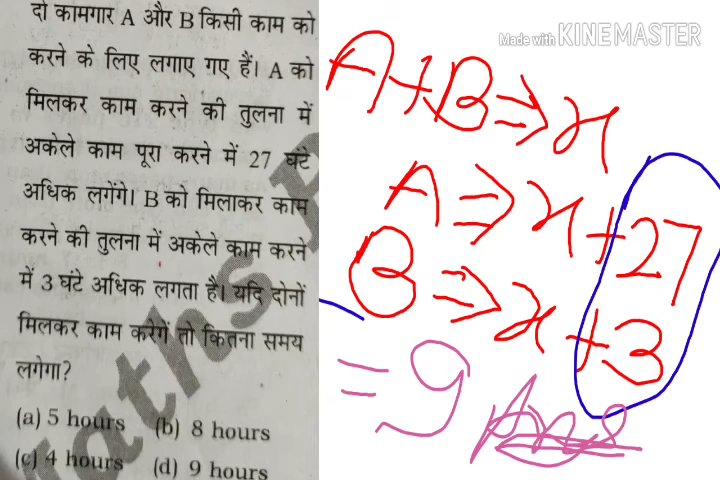 दो कामगार A और B किसी काम को
करने के लिए लगाए गए हैं। A को
मिलकर काम करने की तुलना में
अकेले काम पूरा करने में 27 घंटे
अधिक लगेंगे। B को मिलाकर काम
करने की तुलना में अकेले काम करने
में 3 घंटे अधिक लगता है। यदि दोनों
मिलकर काम करेंगे तो कितना समय
लगेगा?
(a) 5 hours (b) 8 hours
(c) 4 hours (d) 9 hours
Maths
Made with KINEMASTER
A+B⇒x
A⇒x+27
B⇒x+3
=9 Ans